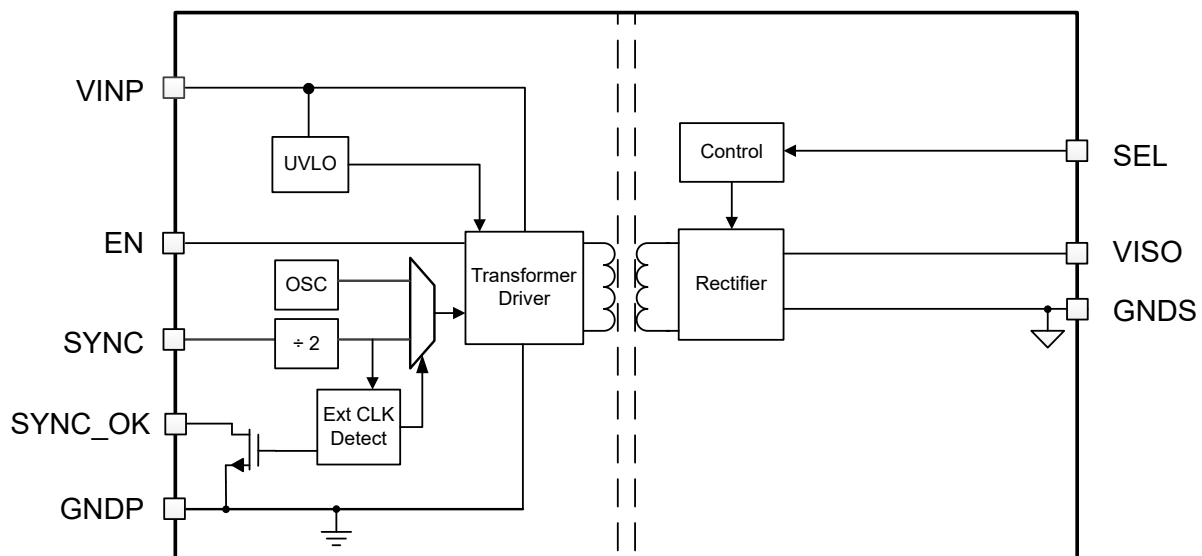 VINP
UVLO
Control
SEL
EN
Transformer
Driver
Rectifier
VISO
OSC
GNDS
SYNC
÷ 2
SYNC_OK
Ext CLK
Detect
GNDP